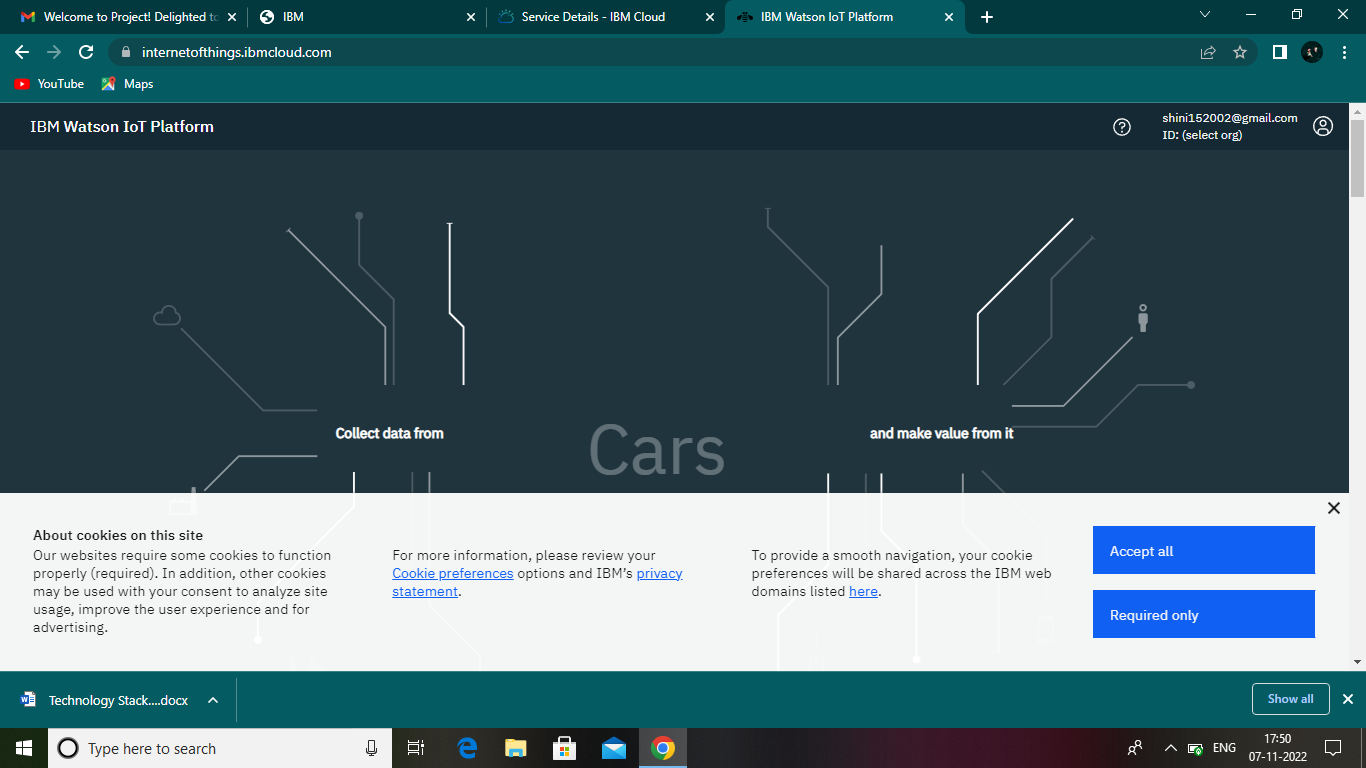 Welcome to Project! Delighted to
IBM
Service Details - IBM Cloud
IBM Watson IoT Platform
internetofthings.ibmcloud.com
YouTube
Maps
IBM Watson IoT Platform
shini152002@gmail.com
ID: (select org)
Collect data from
Cars
and make value from it
About cookies on this site
Our websites require some cookies to function
properly (required). In addition, other cookies
may be used with your consent to analyze site
usage, improve the user experience and for
advertising.
For more information, please review your
Cookie preferences options and IBM's privacy
statement.
To provide a smooth navigation, your cookie
preferences will be shared across the IBM web
domains listed here.
Accept all
Required only
Technology Stack....docx
Show all
Type here to search
ENG
17:50
07-11-2022